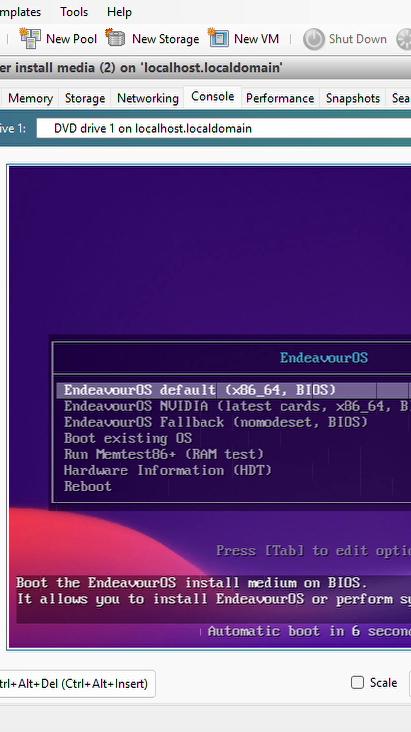 mplates Tools Help
New Pool New Storage New VM Shut Down
er install media (2) on 'localhost.localdomain'
Memory Storage Networking Console Performance Snapshots Sea
ive 1: DVD drive 1 on localhost.localdomain
EndeavourOS
EndeavourOS default (x86_64, BIOS)
EndeavourOS NVIDIA (latest cards, x86_64, B
EndeavourOS Fallback (nomodeset, BIOS)
Boot existing OS
Run Memtest86+ (RAM test)
Hardware Information (HDT)
Reboot
Press [Tab] to edit optio
Boot the EndeavourOS install medium on BIOS.
It allows you to install EndeavourOS or perform sy
Automatic boot in 6 second
trl+Alt+Del (Ctrl+Alt+Insert) Scale